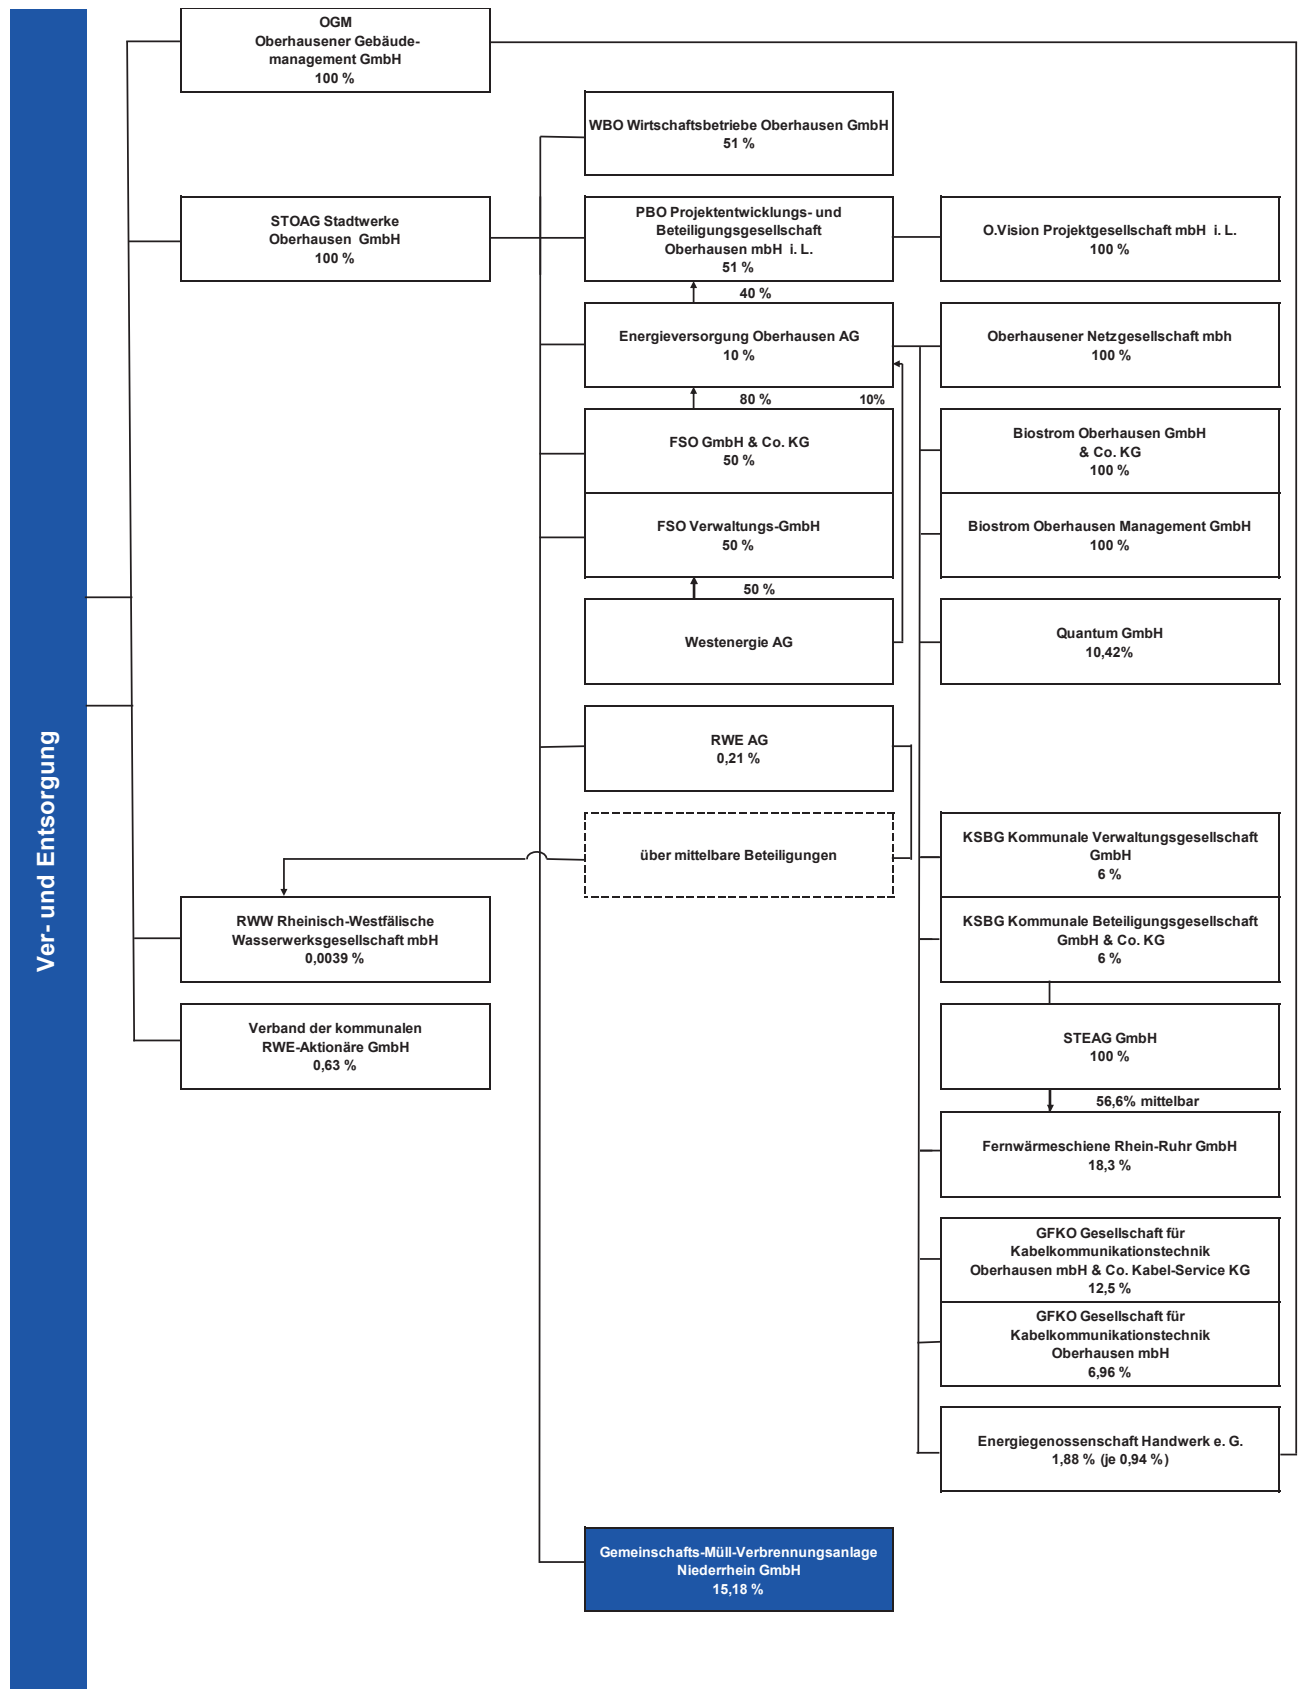 Ver- und Entsorgung
OGM
Oberhausener Gebäude-
management GmbH
100 %
WBO Wirtschaftsbetriebe Oberhausen GmbH
51 %
STOAG Stadtwerke
Oberhausen GmbH
100 %
PBO Projektentwicklungs- und
Beteiligungsgesellschaft
Oberhausen mbH i. L.
51 %
O.Vision Projektgesellschaft mbH i. L.
100 %
40 %
Energieversorgung Oberhausen AG
10 %
Oberhausener Netzgesellschaft mbh
100 %
80 %
10%
FSO GmbH & Co. KG
50 %
Biostrom Oberhausen GmbH
& Co. KG
100 %
FSO Verwaltungs-GmbH
50 %
Biostrom Oberhausen Management GmbH
100 %
50 %
Westenergie AG
Quantum GmbH
10,42%
RWE AG
0,21 %
über mittelbare Beteiligungen
KSBG Kommunale Verwaltungsgesellschaft
GmbH
6 %
RWW Rheinisch-Westfälische
Wasserwerksgesellschaft mbH
0,0039 %
KSBG Kommunale Beteiligungsgesellschaft
GmbH & Co. KG
6 %
Verband der kommunalen
RWE-Aktionäre GmbH
0,63 %
STEAG GmbH
100 %
56,6% mittelbar
Fernwärmeschiene Rhein-Ruhr GmbH
18,3 %
GFKO Gesellschaft für
Kabelkommunikationstechnik
Oberhausen mbH & Co. Kabel-Service KG
12,5 %
GFKO Gesellschaft für
Kabelkommunikationstechnik
Oberhausen mbH
6,96 %
Energiegenossenschaft Handwerk e. G.
1,88 % (je 0,94 %)
Gemeinschafts-Müll-Verbrennungsanlage
Niederrhein GmbH
15,18 %